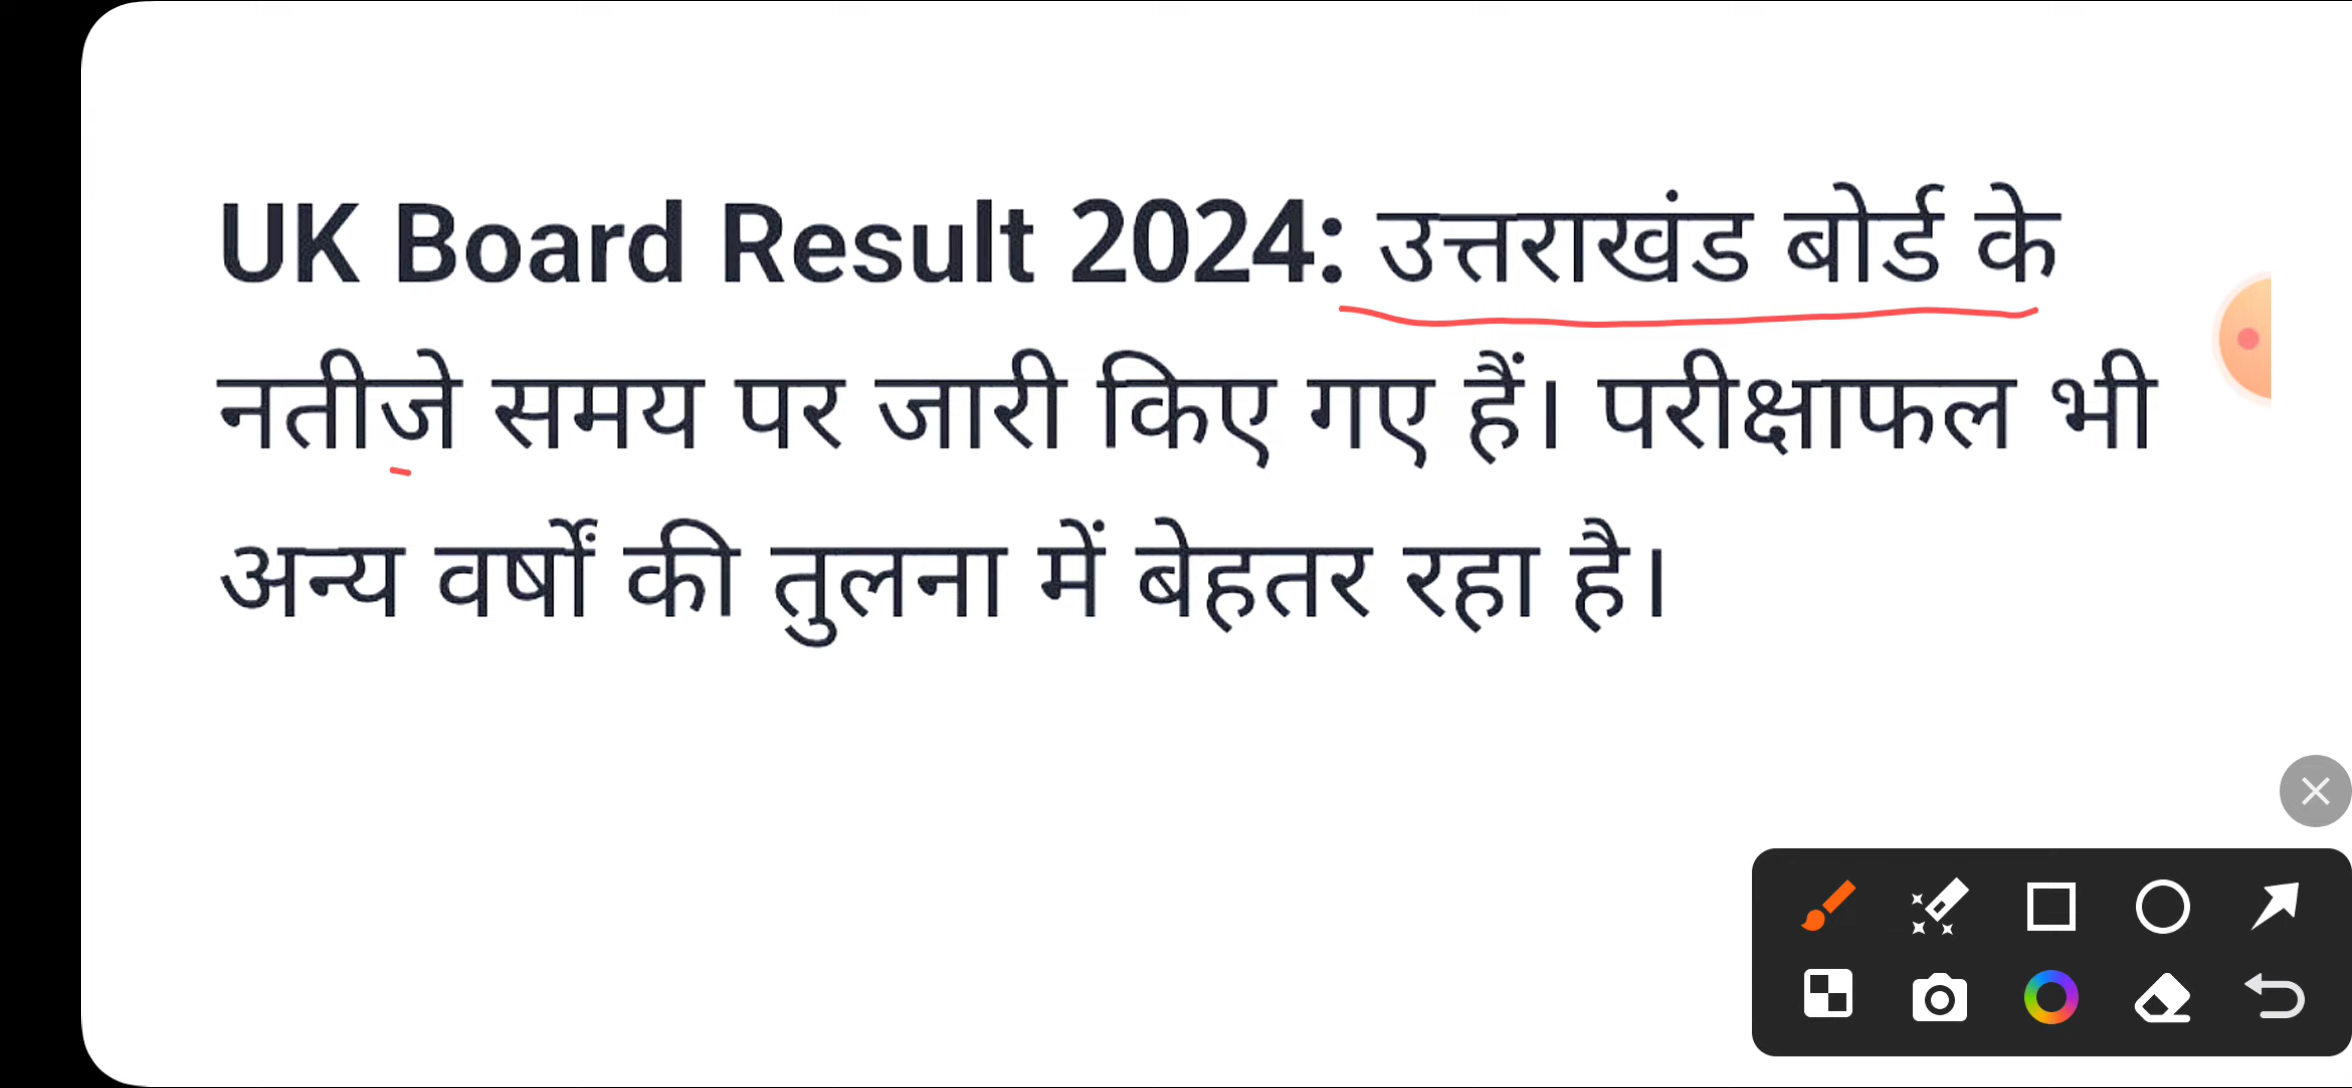 UK Board Result 2024: उत्तराखंड बोर्ड के
नतीजे समय पर जारी किए गए हैं। परीक्षाफल भी
अन्य वर्षों की तुलना में बेहतर रहा है।